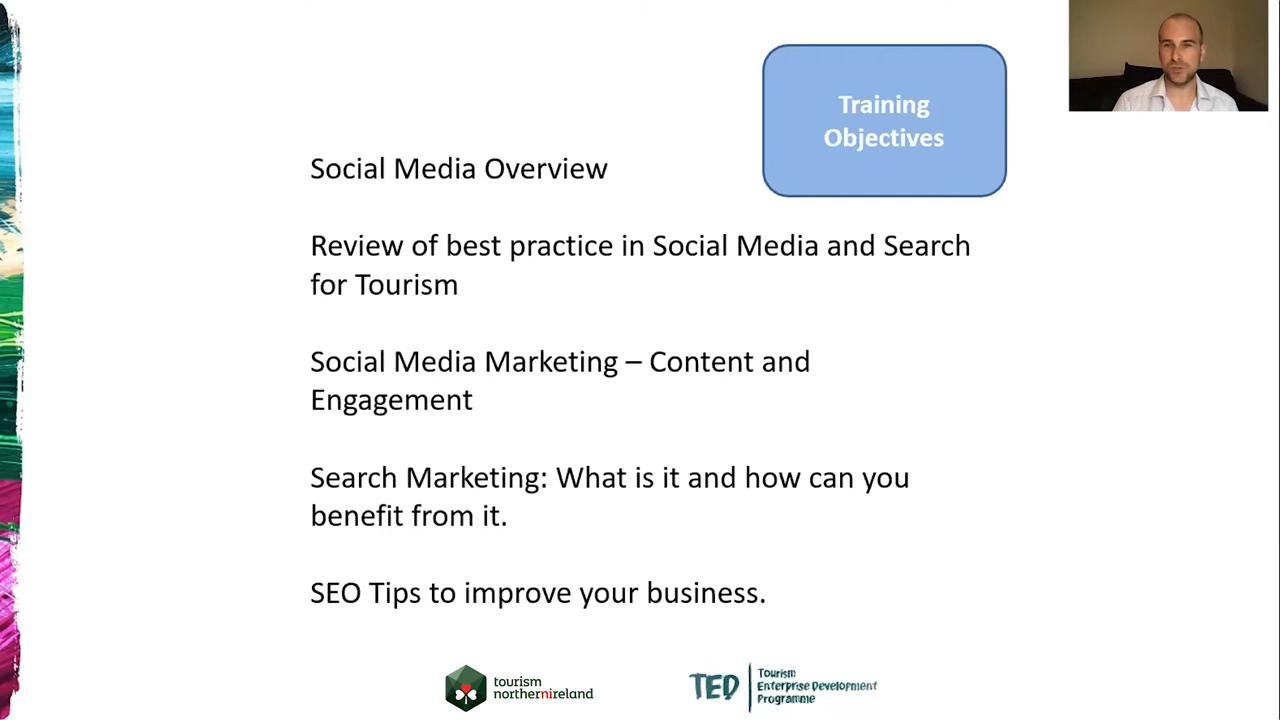 Training
Objectives
Social Media Overview
Review of best practice in Social Media and Search
for Tourism
Social Media Marketing – Content and
Engagement
Search Marketing: What is it and how can you
benefit from it.
SEO Tips to improve your business.
tourism
northernireland
TED
Tourism
Enterprise Development
Programme